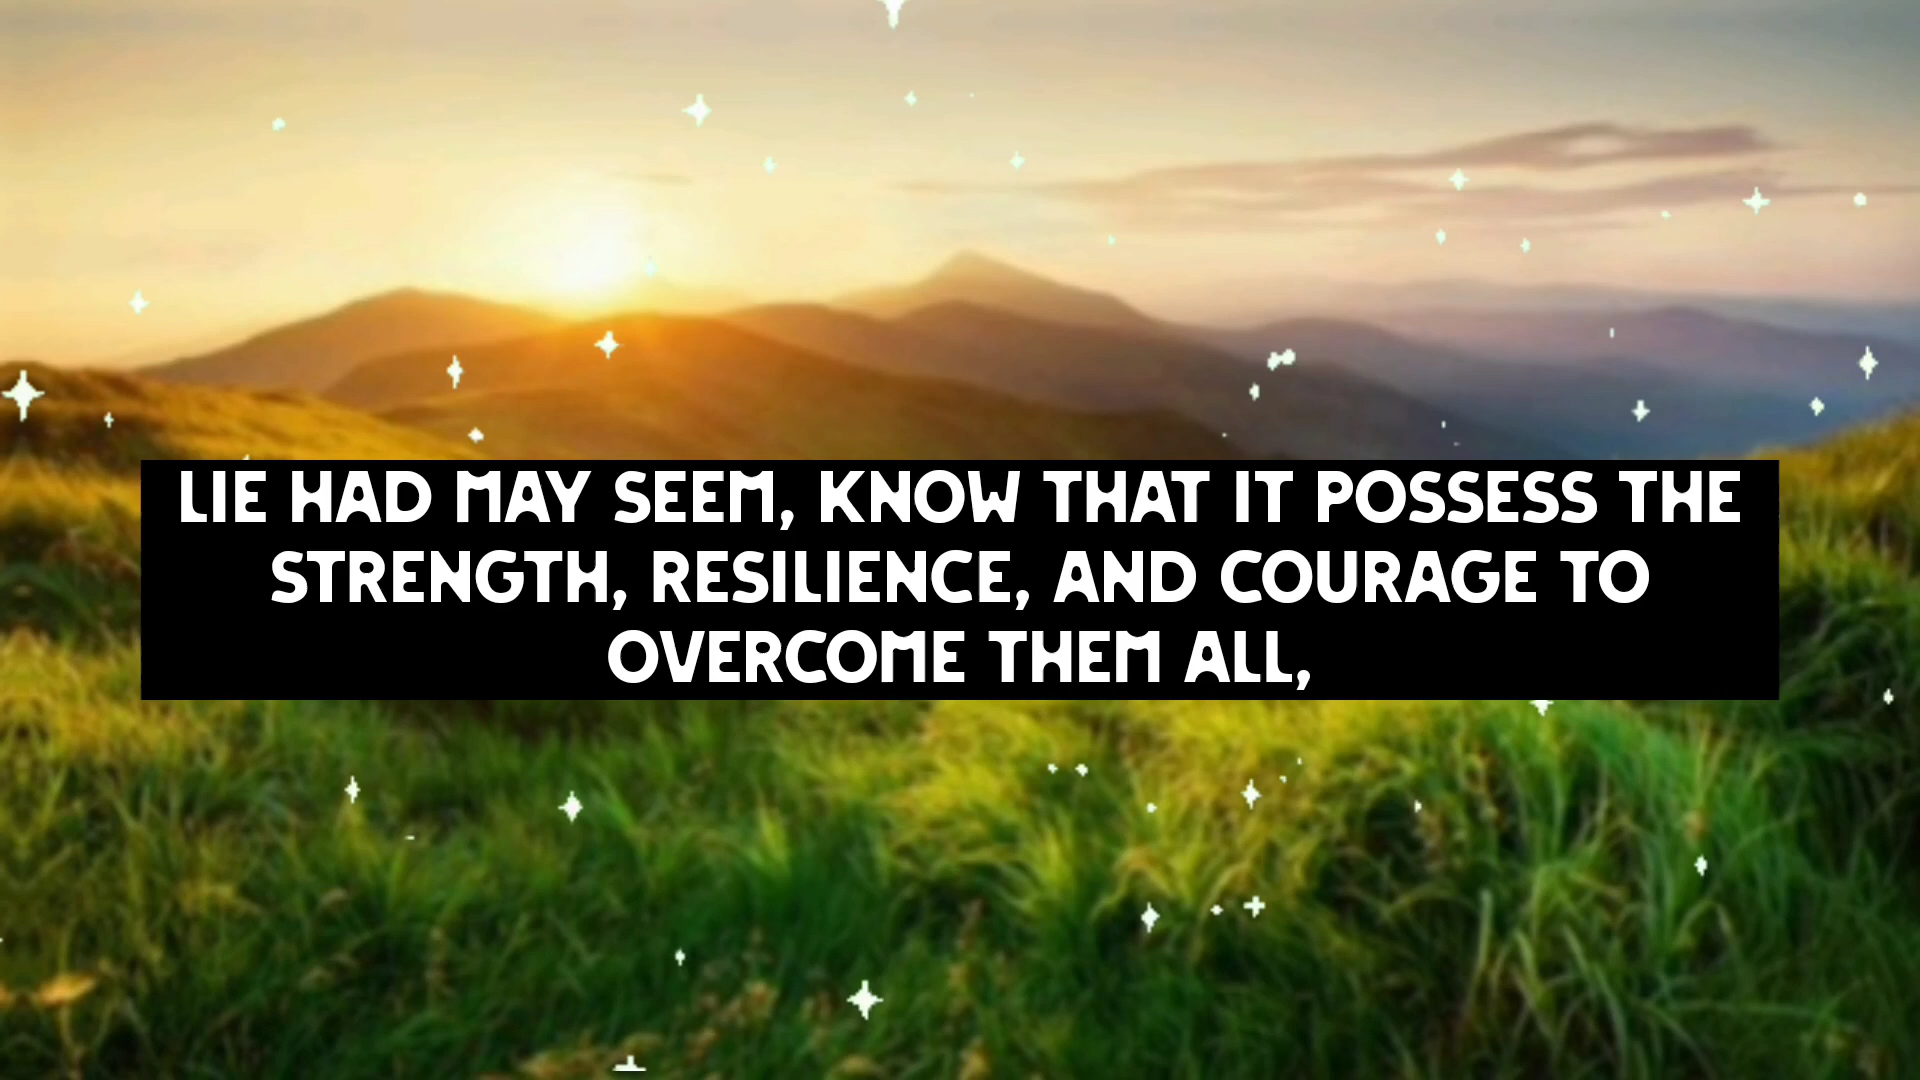 LIE HAD MAY SEEM, KNOW THAT IT POSSESS THE
STRENGTH, RESILIENCE, AND COURAGE TO
OVERCOME THEM ALL,